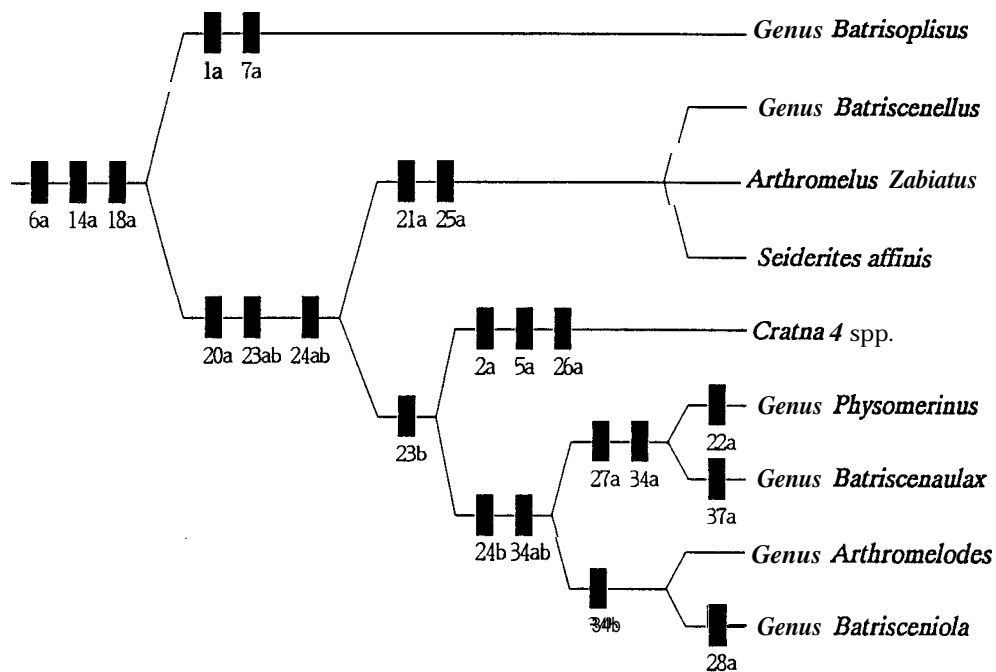 Genus Batrisoplisus
1a 7a
Genus Batriscenellus
6a 14a 18a
21a 25a
Arthromelus Zabiatus
Seiderites affinis
20a 23ab 24ab
2a 5a 26a
Cratna 4 spp.
23b
Genus Physomerinus
22a
27a 34a
Genus Batriscenaulax
37a
24b 34ab
Genus Arthromelodes
34b
Genus Batrisceniola
28a